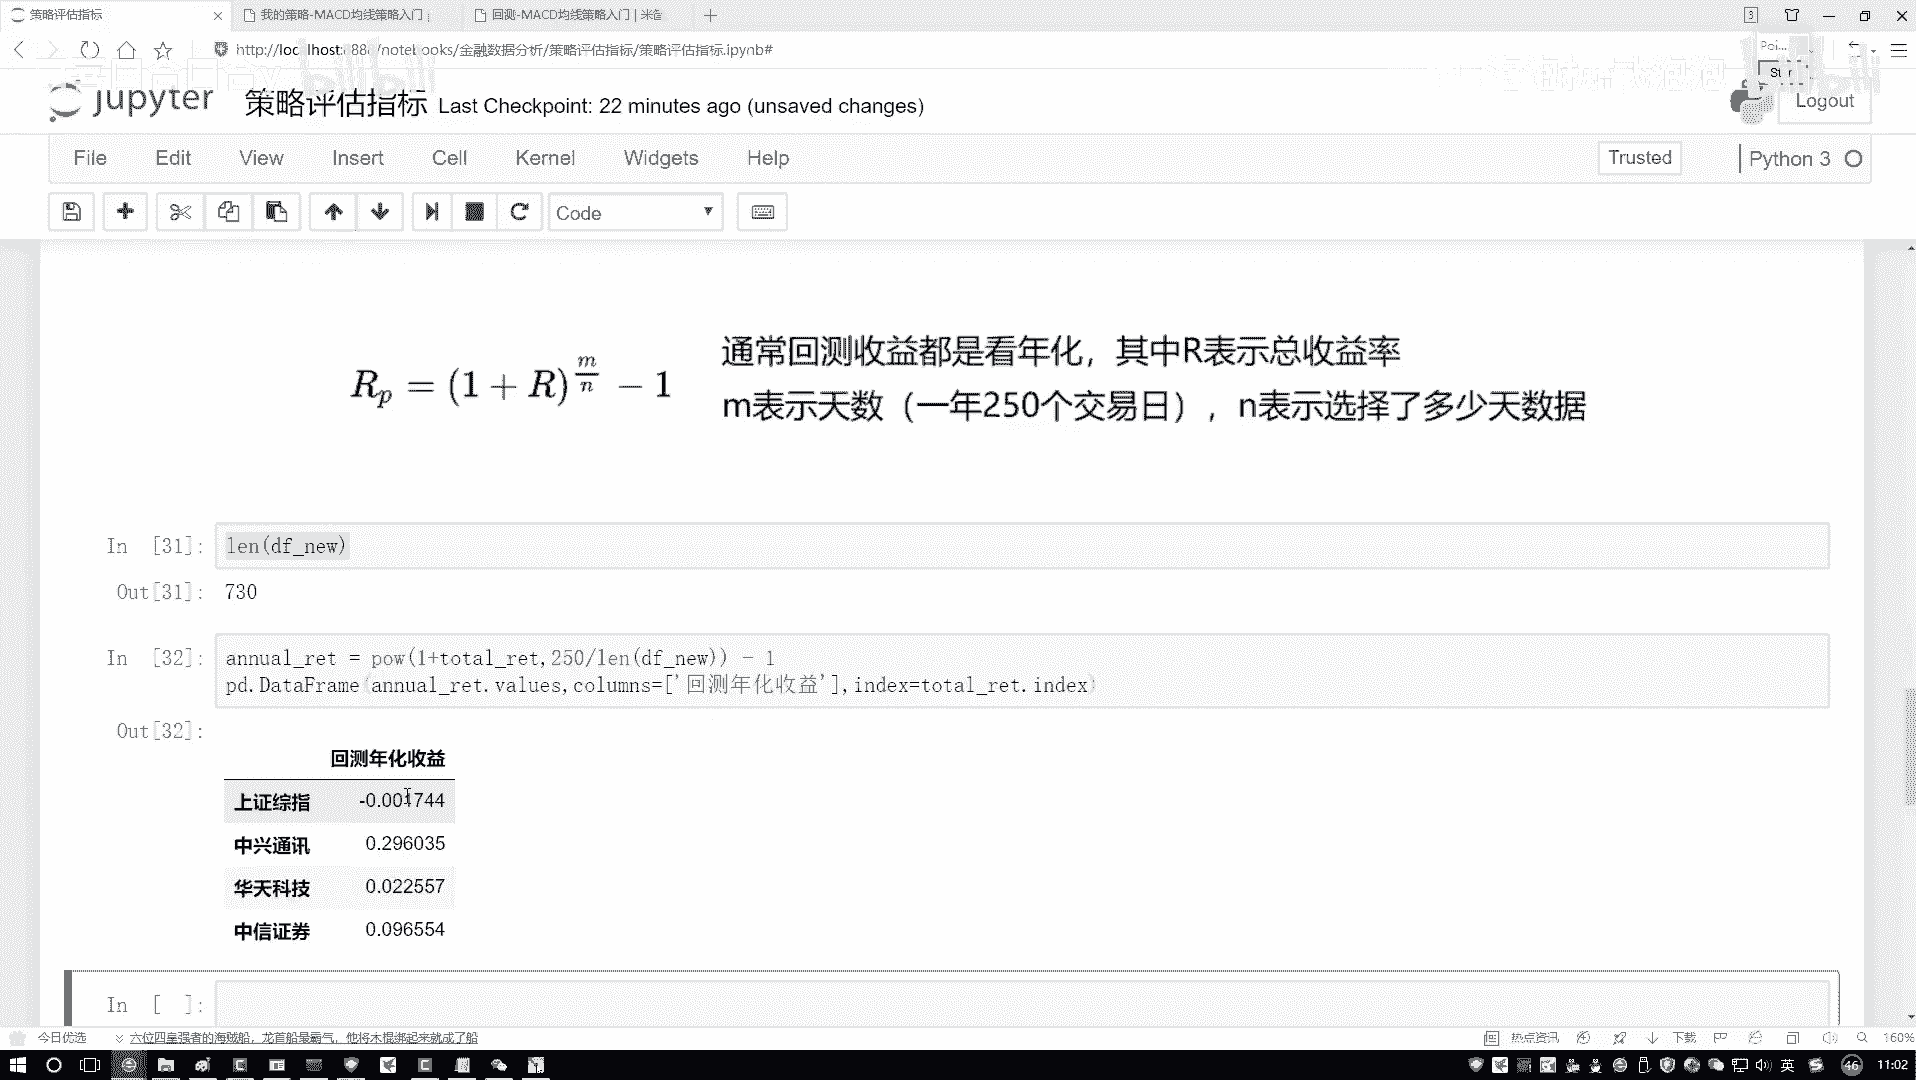 策略评估指标
我的策略-MACD均线策略入门
回测-MACD均线策略入门 | 米筐
3
/notebooks/金融数据分析/策略评估指标/策略评估指标.ipynb#
bilibili
bilibili
jupyter
策略评估指标 Last Checkpoint: 22 minutes ago (unsaved changes)
Logout
File Edit View Insert Cell Kernel Widgets Help
Trusted
Python 3
Code
R_p = (1 + R)^{m/n} − 1
通常回测收益都是看年化，其中R表示总收益率
m表示天数（一年250个交易日），n表示选择了多少天数据
In [31]: len(df_new)
Out[31]: 730
In [32]: annual_ret = pow(1+total_ret,250/len(df_new)) - 1
pd.DataFrame(annual_ret.values,columns=['回测年化收益'],index=total_ret.index)
Out[32]:
回测年化收益
上证综指 -0.001744
中兴通讯 0.296035
华天科技 0.022557
中信证券 0.096554
In [ ]:
今日优选
六位四皇强者的海贼船，龙首船最霸气，他将木棍绑起来就成了船
热点资讯
下载
160%
英
46
11:02